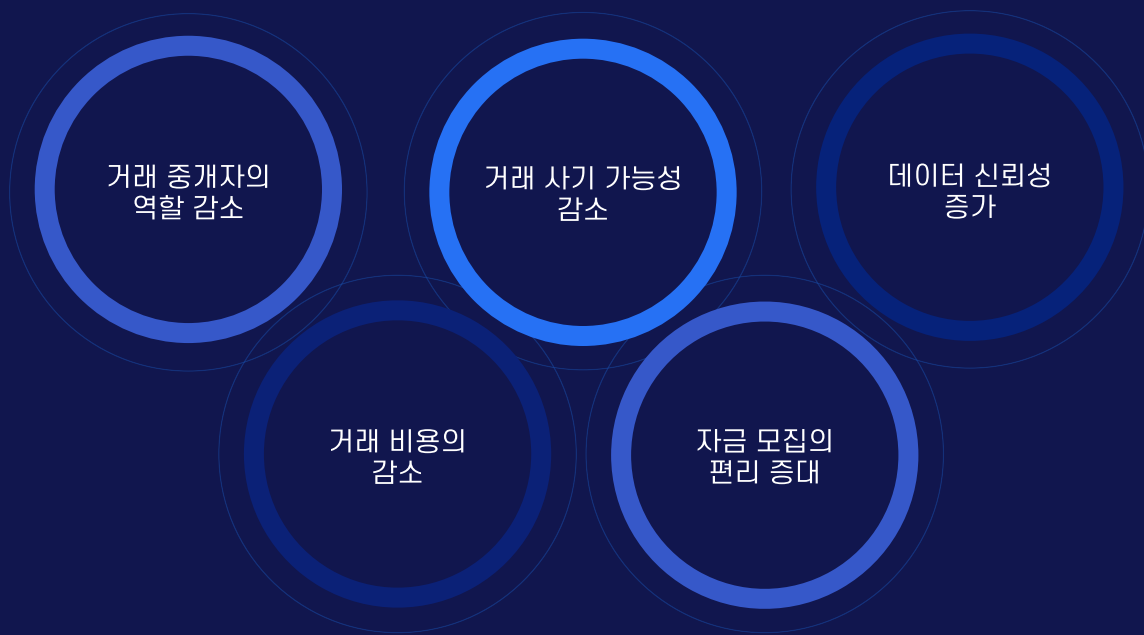 거래 중개자의
역할 감소
거래 사기 가능성
감소
데이터 신뢰성
증가
거래 비용의
감소
자금 모집의
편리 증대